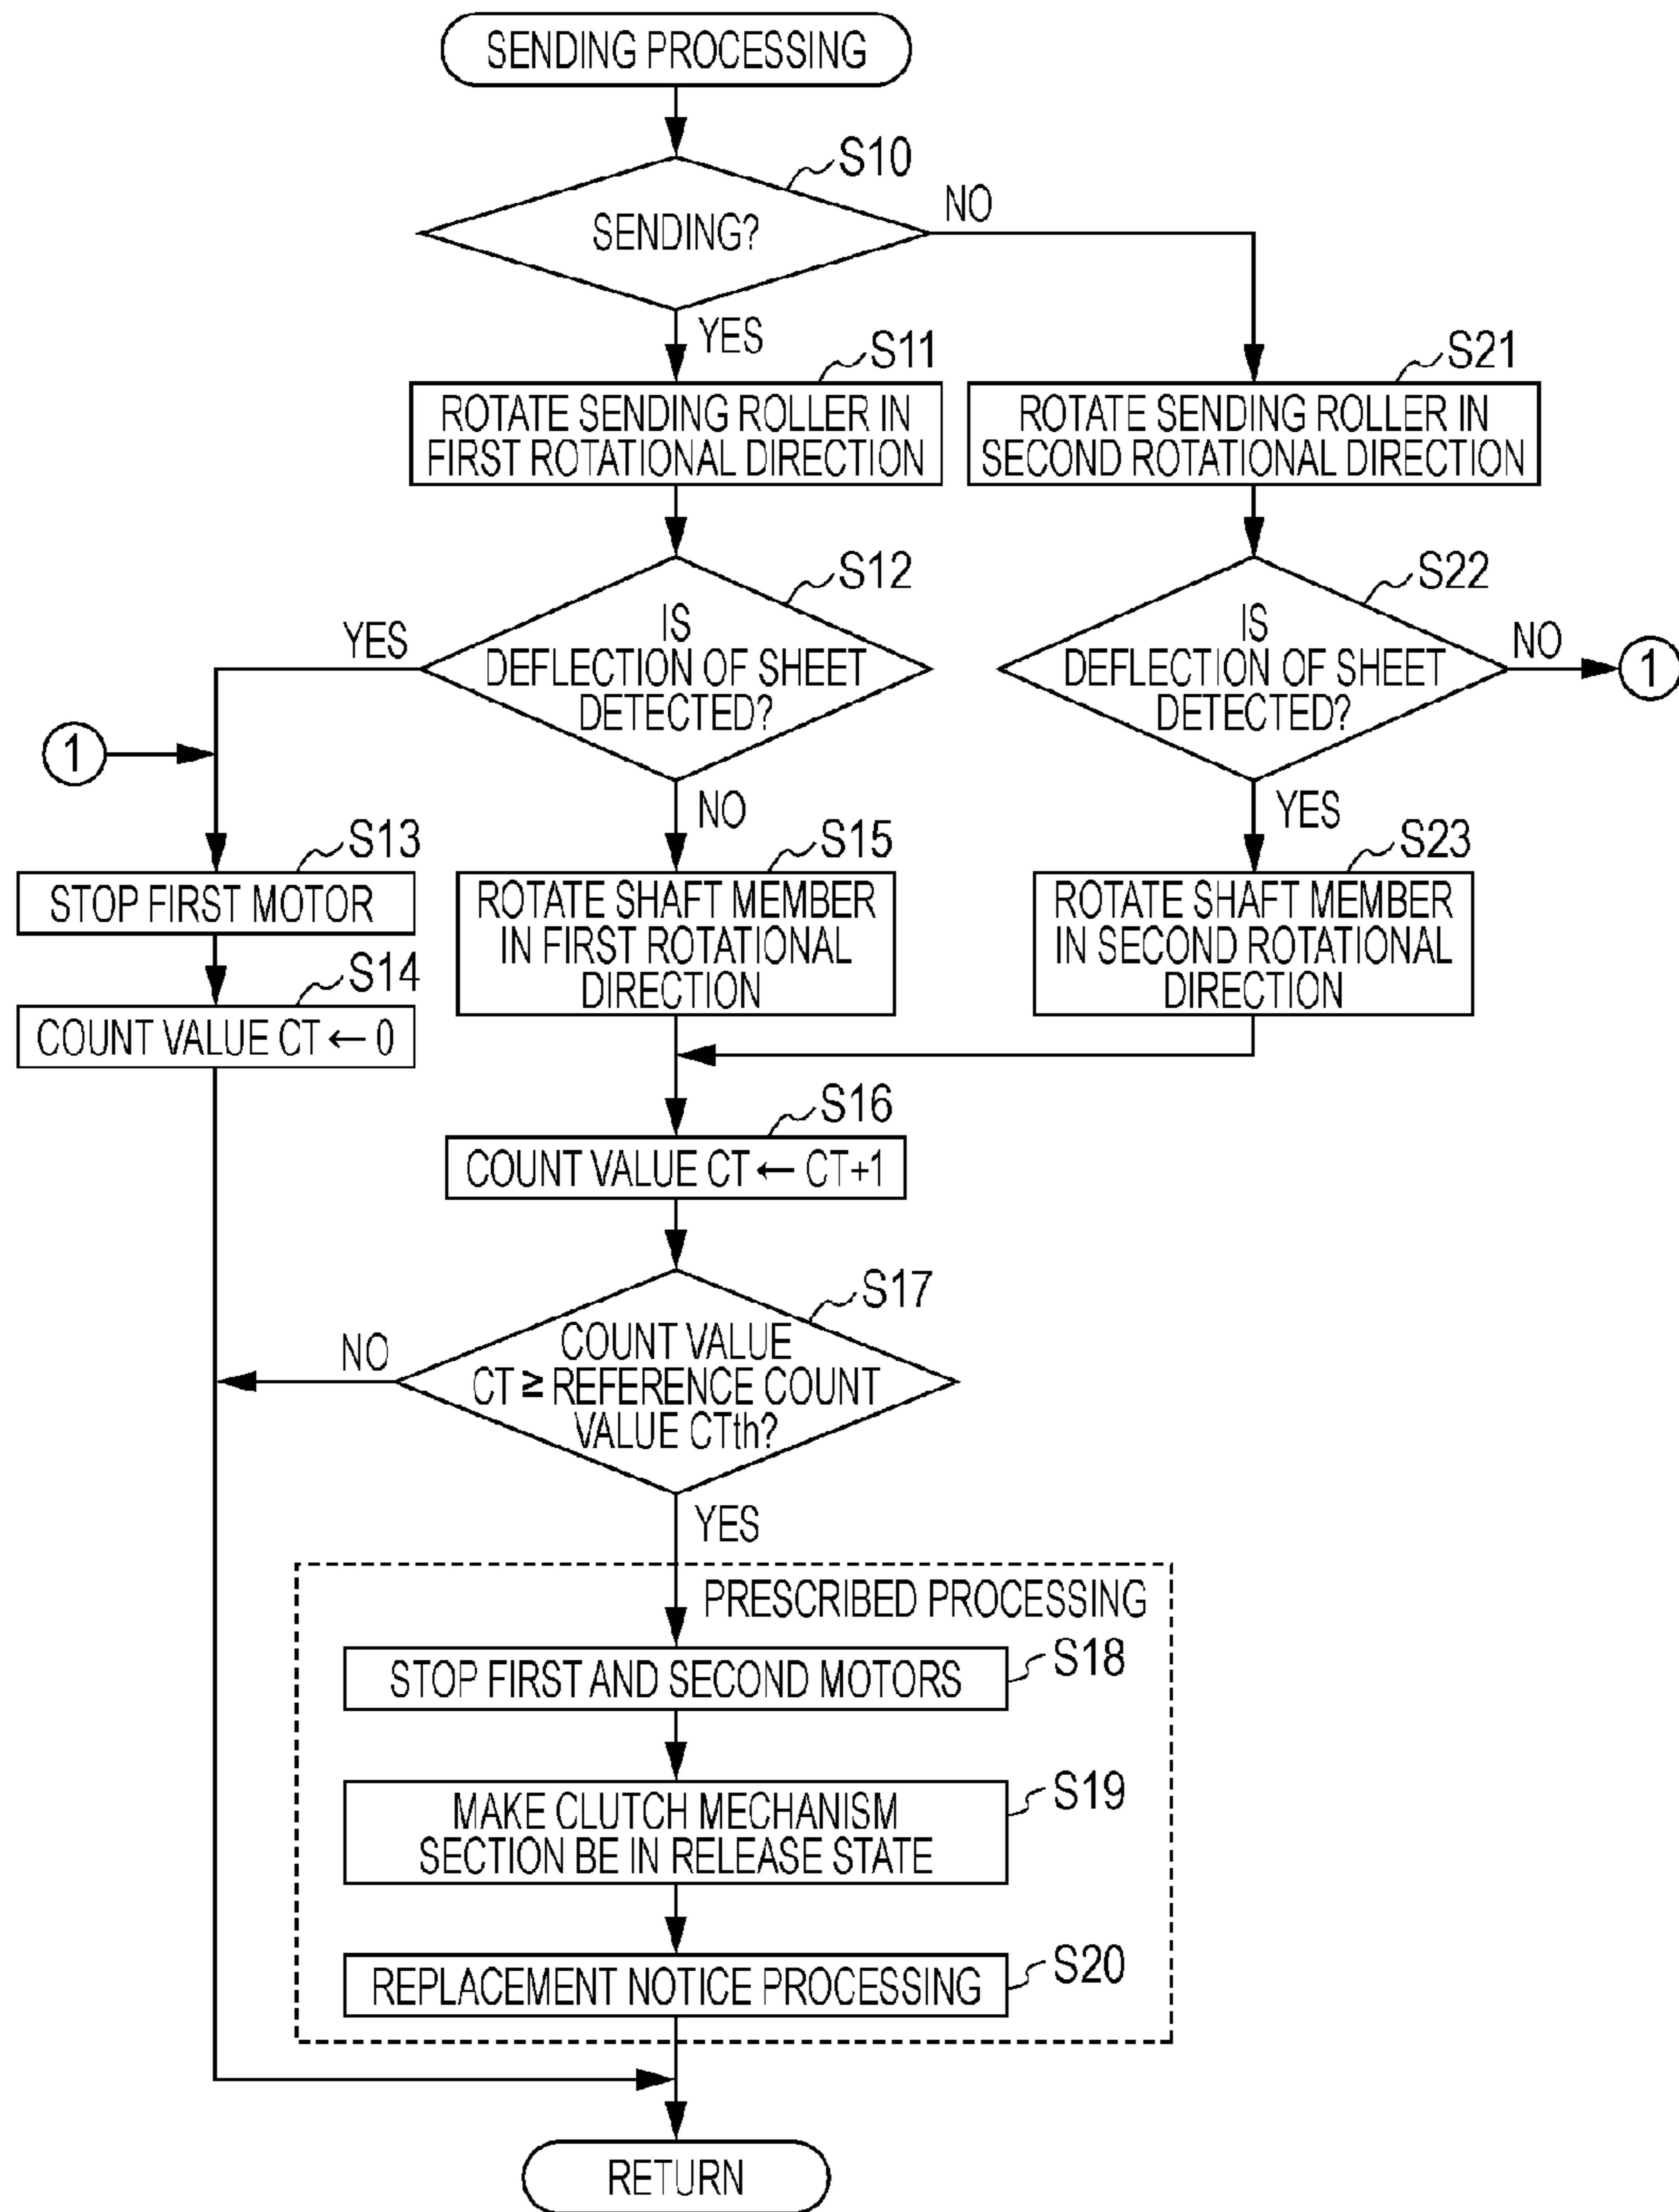 SENDING PROCESSING
S10
SENDING?
NO
YES
S11
ROTATE SENDING ROLLER IN
FIRST ROTATIONAL DIRECTION
S21
ROTATE SENDING ROLLER IN
SECOND ROTATIONAL DIRECTION
S12
IS
DEFLECTION OF SHEET
DETECTED?
YES
NO
S22
IS
DEFLECTION OF SHEET
DETECTED?
NO
1
YES
1
S13
STOP FIRST MOTOR
S14
COUNT VALUE CT ← 0
S15
ROTATE SHAFT MEMBER
IN FIRST ROTATIONAL
DIRECTION
S23
ROTATE SHAFT MEMBER
IN SECOND ROTATIONAL
DIRECTION
S16
COUNT VALUE CT ← CT+1
S17
COUNT VALUE
CT ≧ REFERENCE COUNT
VALUE CTth?
NO
YES
PRESCRIBED PROCESSING
S18
STOP FIRST AND SECOND MOTORS
S19
MAKE CLUTCH MECHANISM
SECTION BE IN RELEASE STATE
S20
REPLACEMENT NOTICE PROCESSING
RETURN